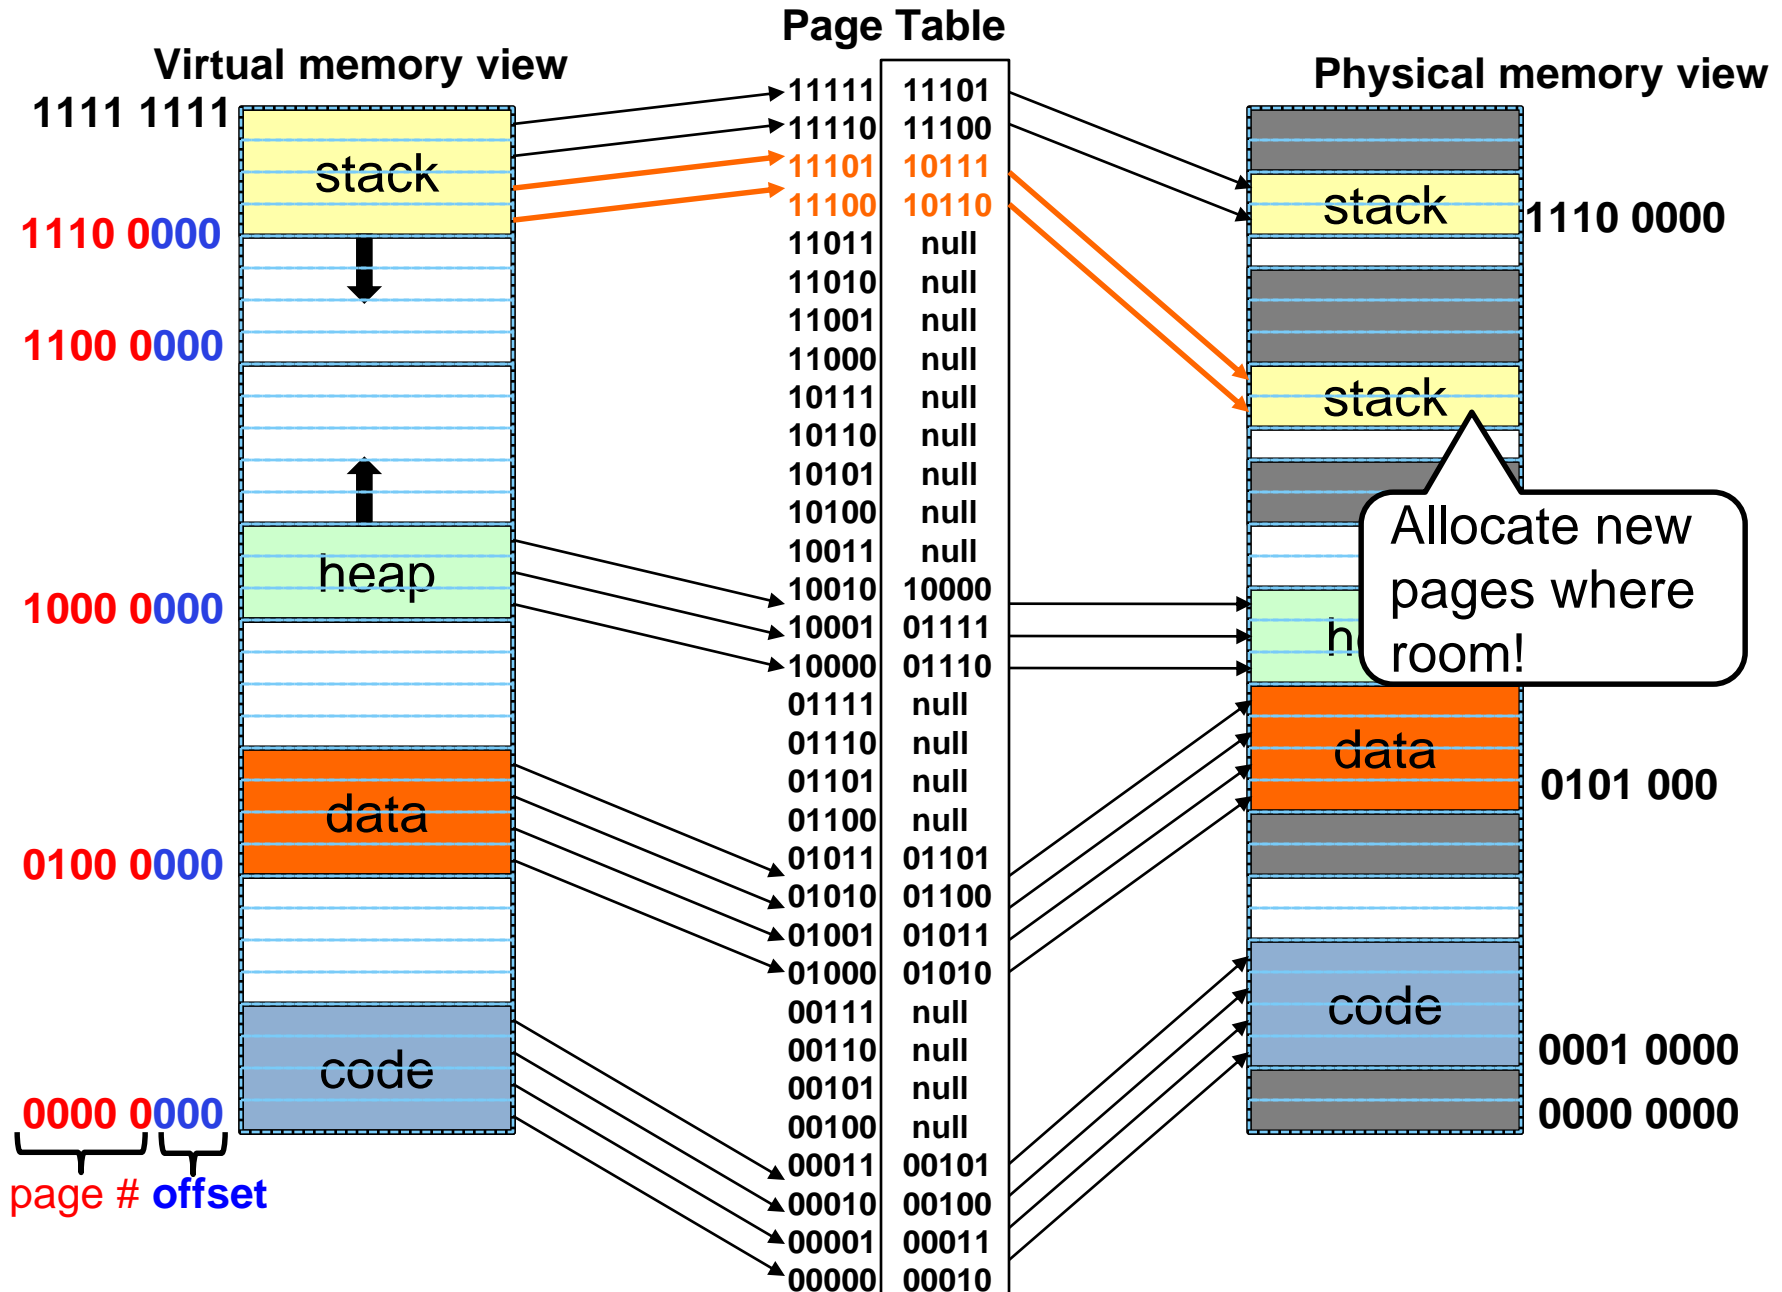 Page Table
Virtual memory view
Physical memory view
1111 1111
stack
1110 0000
1100 0000
heap
1000 0000
data
0100 0000
code
0000 0000
page # offset
11111 11101
11110 11100
11101 10111
11100 10110
11011 null
11010 null
11001 null
11000 null
10111 null
10110 null
10101 null
10100 null
10011 null
10010 10000
10001 01111
10000 01110
01111 null
01110 null
01101 null
01100 null
01011 01101
01010 01100
01001 01011
01000 01010
00111 null
00110 null
00101 null
00100 null
00011 00101
00010 00100
00001 00011
00000 00010
stack
1110 0000
stack
Allocate new
pages where
room!
data
0101 000
code
0001 0000
0000 0000